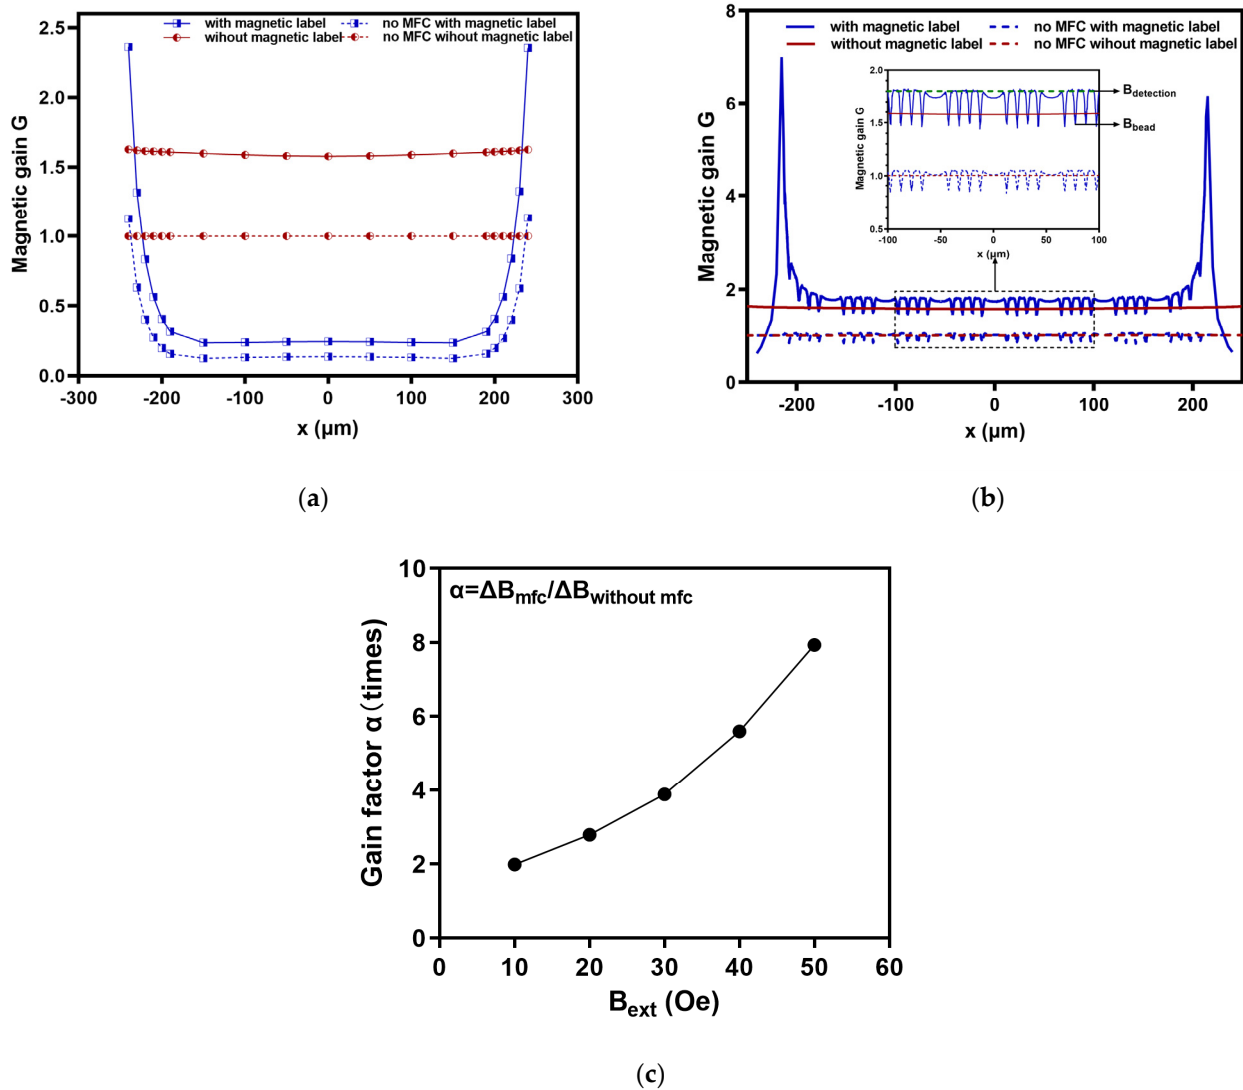 with magnetic label
no MFC with magnetic label
wihout magnetic label
no MFC wihout magnetic label
Magnetic gain G
2.5
2.0
1.5
1.0
0.5
0.0
-300 -200 -100 0 100 200 300
x (μm)
(a)
with magnetic label
no MFC with magnetic label
without magnetic label
no MFC wihout magnetic label
Magnetic gain G
8
6
4
2
0
-200 -100 0 100 200
x (μm)
Magnetic gain G
2.0
1.5
1.0
0.5
-100 -50 0 50 100
x (μm)
Bdetection
Bbead
(b)
α=ΔBmfc/ΔBwithout mfc
Gain factor α(times)
10
8
6
4
2
0
0 10 20 30 40 50 60
Bext (Oe)
(c)